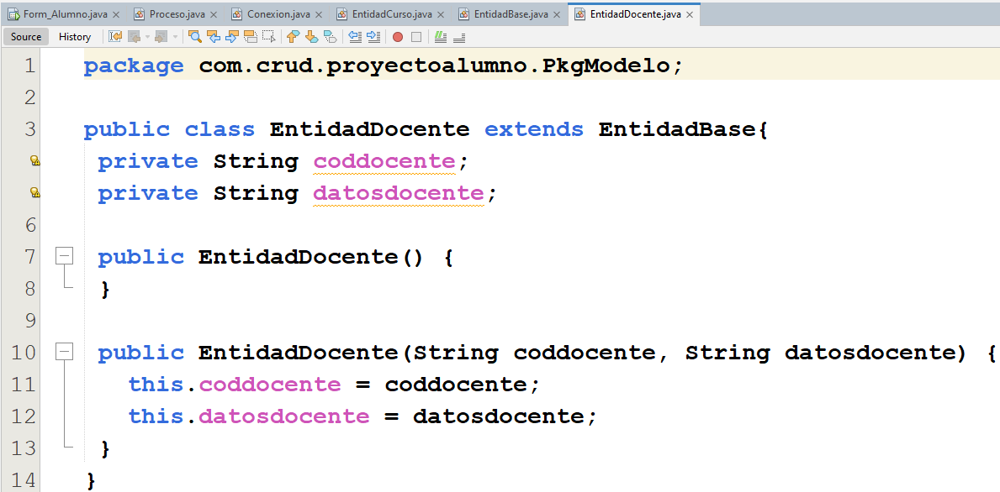 Form_Alumno.java × Proceso.java × Conexion.java × EntidadCurso.java × EntidadBase.java × EntidadDocente.java ×
Source History
1 package com.crud.proyectoalumno.PkgModelo;
2
3 public class EntidadDocente extends EntidadBase{
private String coddocente;
private String datosdocente;
6
7 public EntidadDocente() {
8 }
9
10 public EntidadDocente(String coddocente, String datosdocente) {
11 this.coddocente = coddocente;
12 this.datosdocente = datosdocente;
13 }
14 }